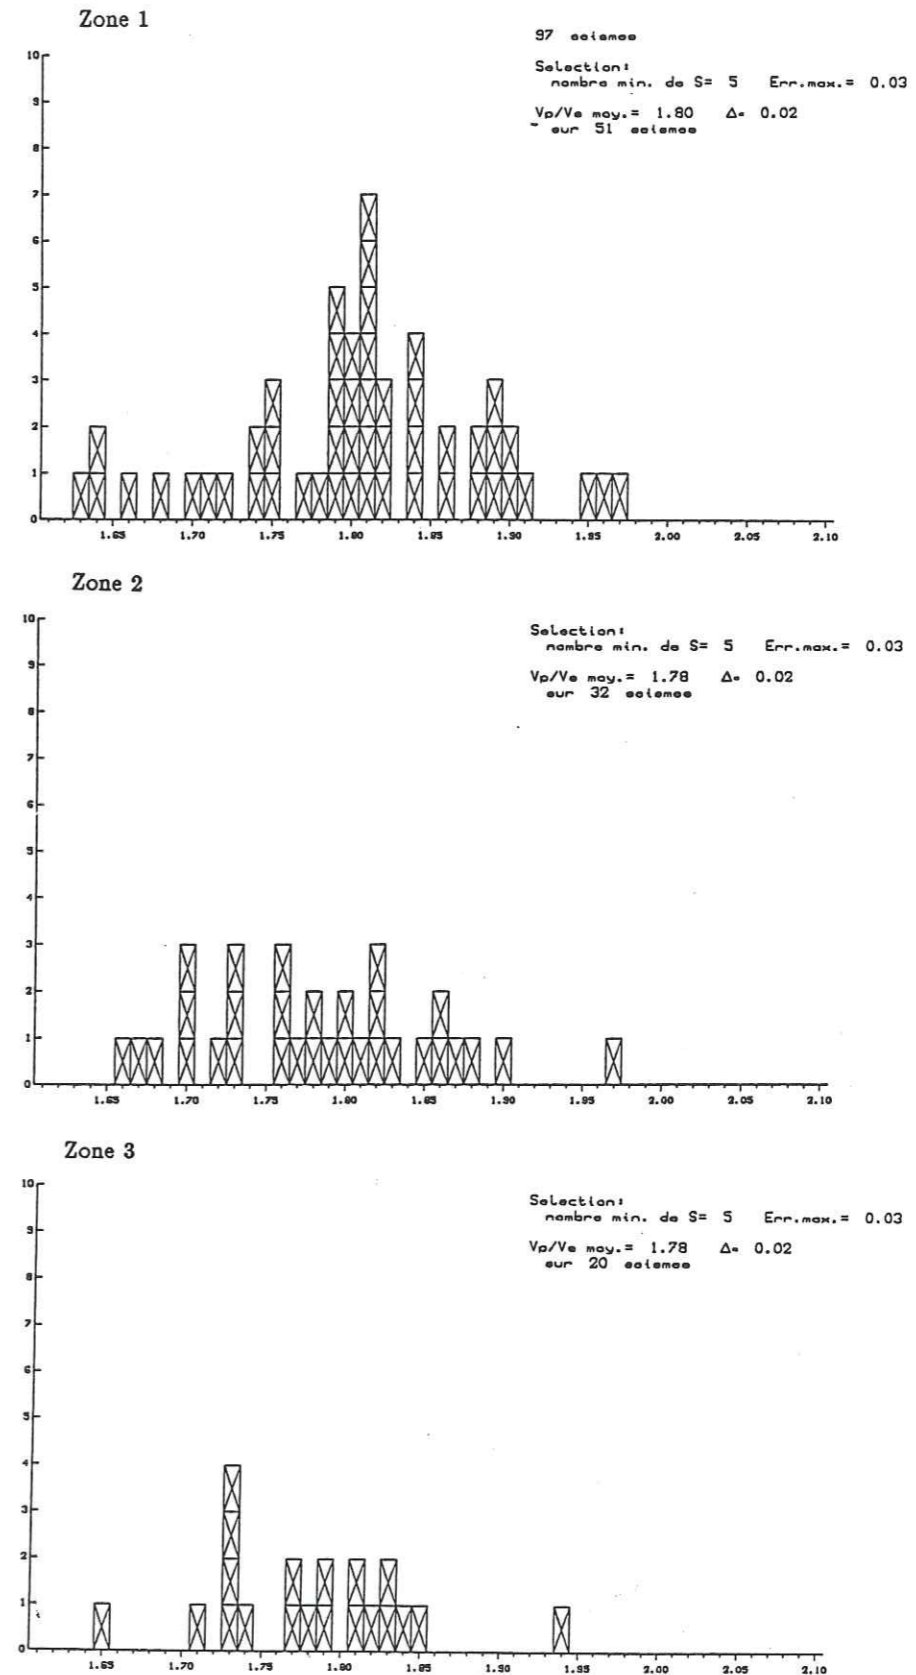 Zone 1
97 seismes
Selection:
nombre min. de S= 5 Err.max.= 0.03
Vp/Vs moy.= 1.80 Δ= 0.02
sur 51 seismes
10
9
8
7
6
5
4
3
2
1
0
1.65 1.70 1.75 1.80 1.85 1.90 1.95 2.00 2.05 2.10
Zone 2
Selection:
nombre min. de S= 5 Err.max.= 0.03
Vp/Vs moy.= 1.78 Δ= 0.02
sur 32 seismes
10
9
8
7
6
5
4
3
2
1
0
1.65 1.70 1.75 1.80 1.85 1.90 1.95 2.00 2.05 2.10
Zone 3
Selection:
nombre min. de S= 5 Err.max.= 0.03
Vp/Vs moy.= 1.78 Δ= 0.02
sur 20 seismes
10
9
8
7
6
5
4
3
2
1
0
1.65 1.70 1.75 1.80 1.85 1.90 1.95 2.00 2.05 2.10